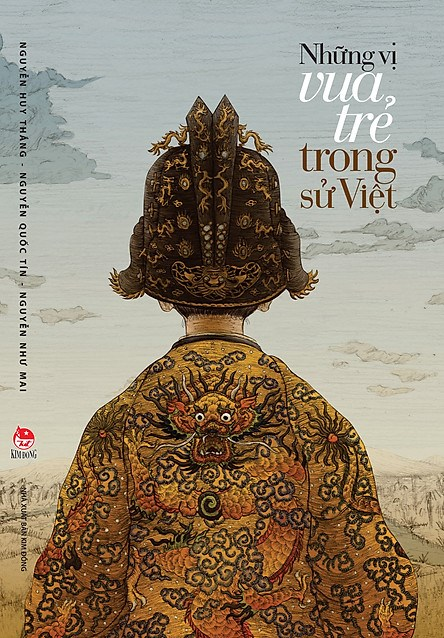 Những vị
vua
trẻ
trong
sử Việt
NGUYỄN HUY THẮNG - NGUYỄN QUỐC TÍN - NGUYỄN NHƯ MAI
KIM ĐỒNG
NHÀ XUẤT BẢN KIM ĐỒNG